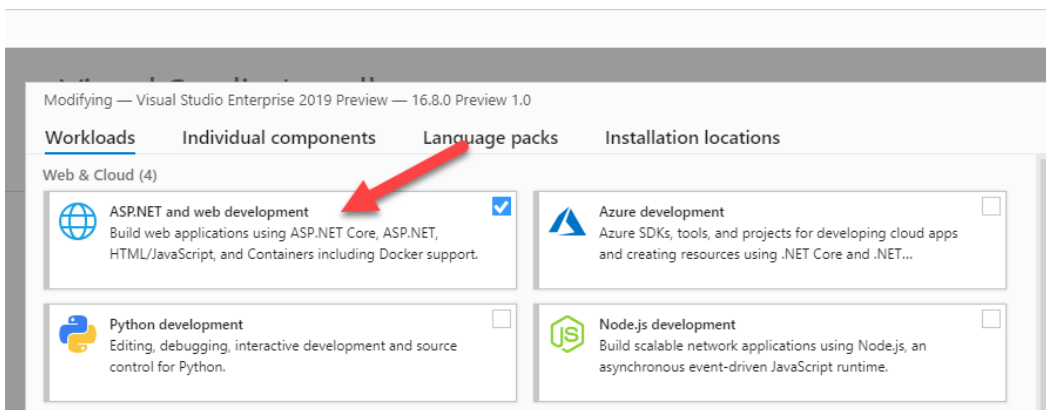 Modifying — Visual Studio Enterprise 2019 Preview — 16.8.0 Preview 1.0
Workloads Individual components Language packs Installation locations
Web & Cloud (4)
ASP.NET and web development
Build web applications using ASP.NET Core, ASP.NET,
HTML/JavaScript, and Containers including Docker support.
Azure development
Azure SDKs, tools, and projects for developing cloud apps
and creating resources using .NET Core and .NET...
Python development
Editing, debugging, interactive development and source
control for Python.
JS
Node.js development
Build scalable network applications using Node.js, an
asynchronous event-driven JavaScript runtime.